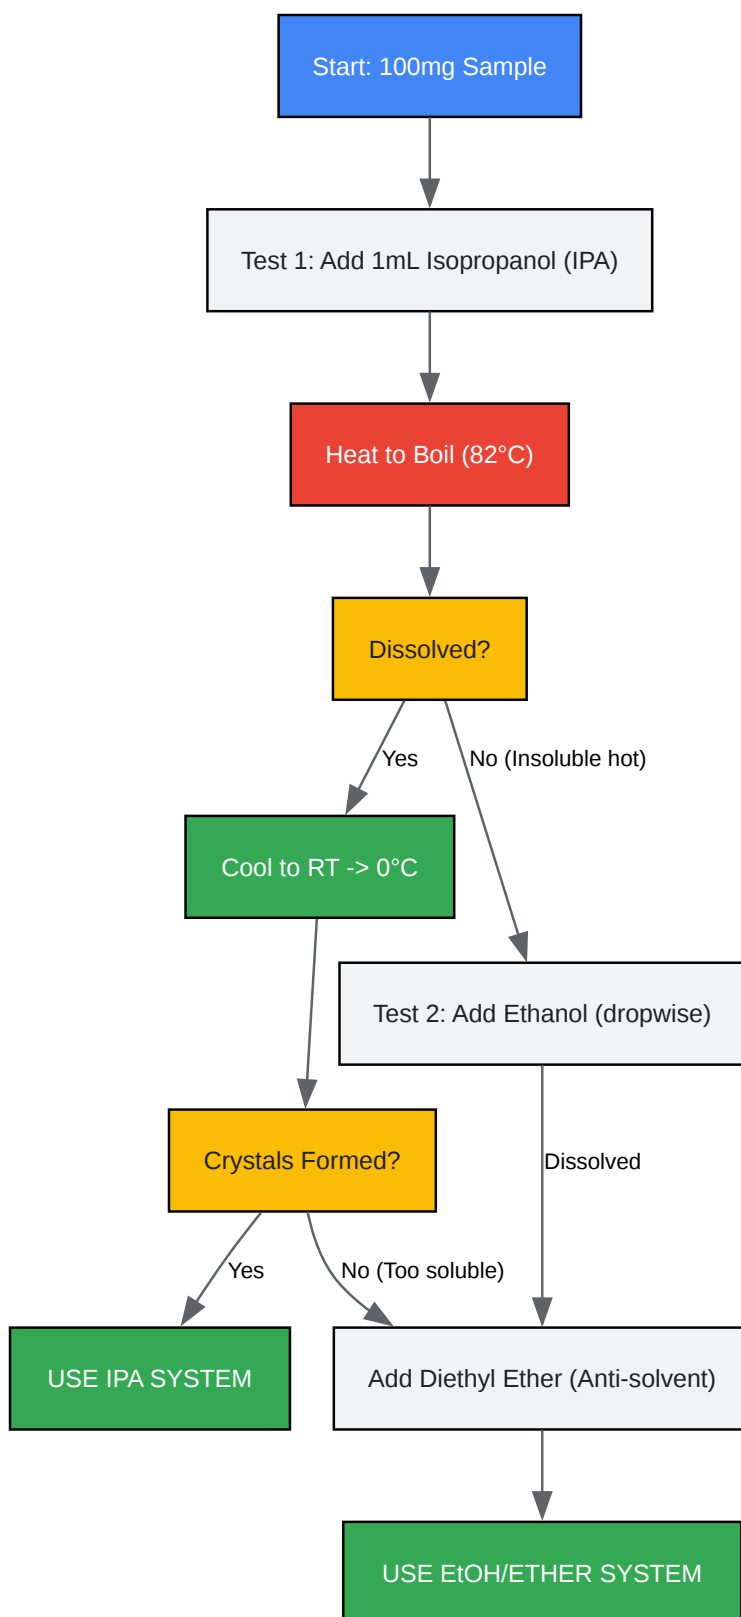 Start: 100mg Sample
Test 1: Add 1mL Isopropanol (IPA)
Heat to Boil (82°C)
Dissolved?
Yes
No (Insoluble hot)
Cool to RT -> 0°C
Test 2: Add Ethanol (dropwise)
Crystals Formed?
Dissolved
Yes
No (Too soluble)
USE IPA SYSTEM
Add Diethyl Ether (Anti-solvent)
USE EtOH/ETHER SYSTEM